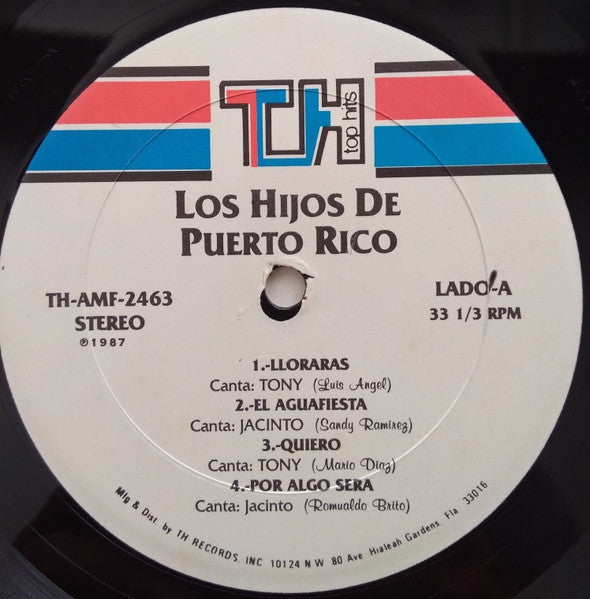 TH top hits
LOS HIJOS DE
PUERTO RICO
TH-AMF-2463
STEREO
℗1987
LADO-A
33 1/3 RPM
1.-LLORARAS
Canta: TONY (Luis Angel)
2.-EL AGUAFIESTA
Canta: JACINTO (Sandy Ramirez)
3.-QUIERO
Canta: TONY (Mario Diaz)
4.-POR ALGO SERA
Canta: Jacinto (Romualdo Brito)
Mfg & Dist. by TH RECORDS, INC 10124 N W 80 Ave Hialeah Gardens, Fla 33016